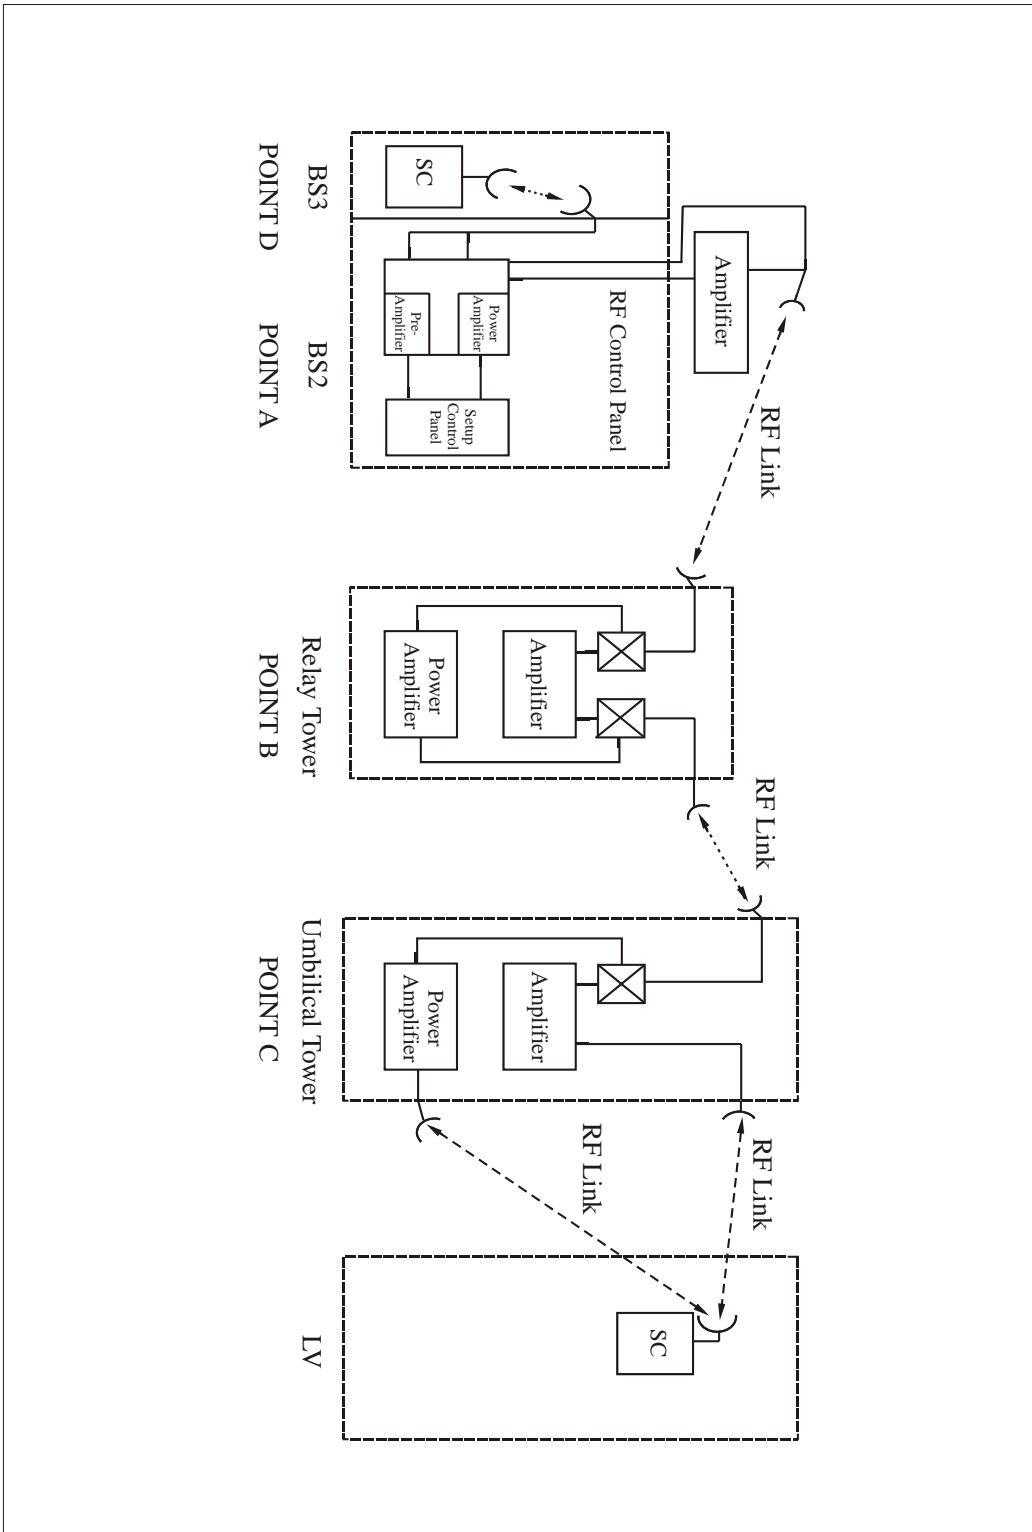 SC
BS3
POINT D
Amplifier
RF Control Panel
Power
Amplifier
Pre-
Amplifier
Setup
Control
Panel
BS2
POINT A
RF Link
Amplifier
Power
Amplifier
Relay Tower
POINT B
RF Link
Amplifier
Power
Amplifier
Umbilical Tower
POINT C
RF Link
RF Link
SC
LV